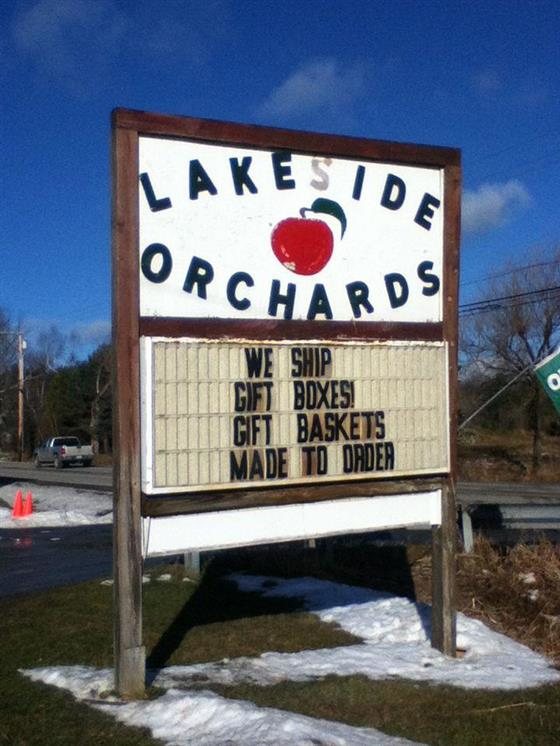 LAKESIDE
ORCHARDS
WE SHIP
GIFT BOXES!
GIFT BASKETS
MADE TO ORDER